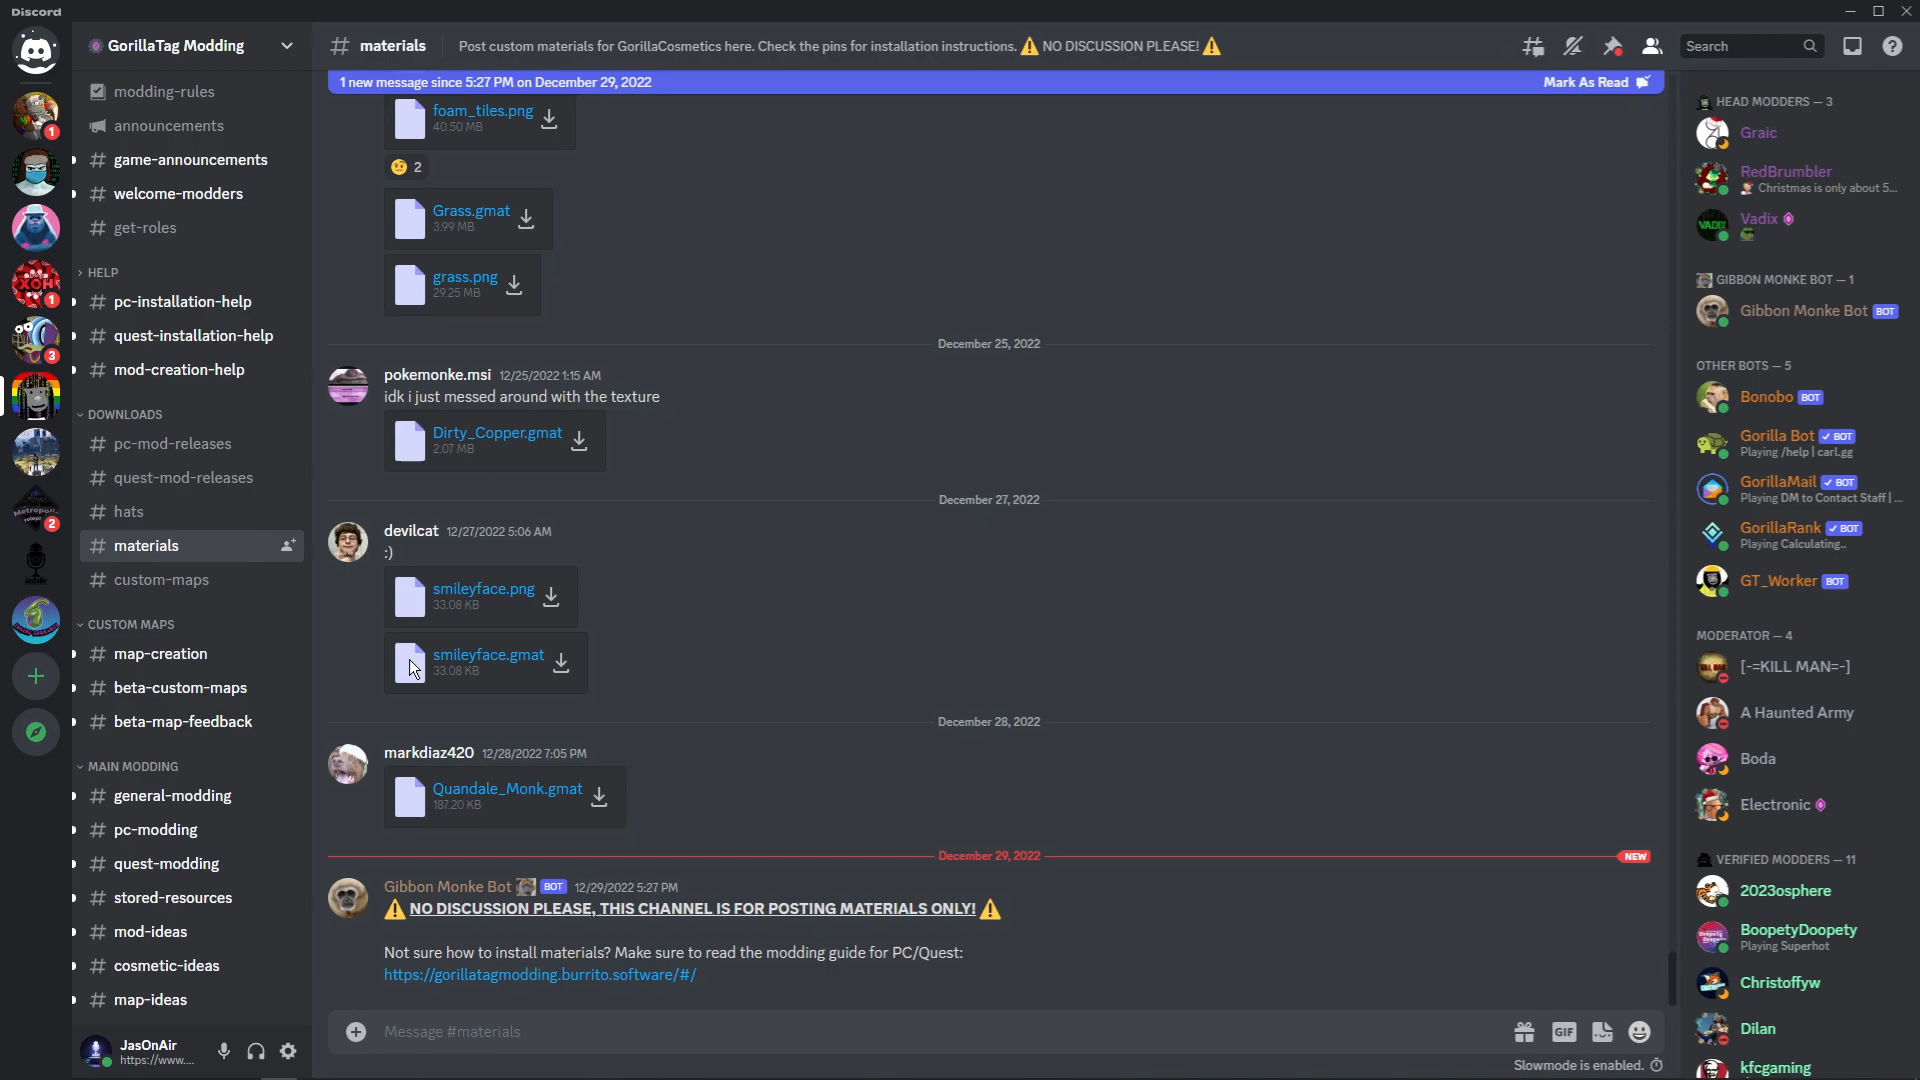 Discord
GorillaTag Modding
modding-rules
announcements
game-announcements
welcome-modders
get-roles
HELP
pc-installation-help
quest-installation-help
mod-creation-help
DOWNLOADS
pc-mod-releases
quest-mod-releases
hats
materials
custom-maps
CUSTOM MAPS
map-creation
beta-custom-maps
beta-map-feedback
MAIN MODDING
general-modding
pc-modding
quest-modding
stored-resources
mod-ideas
cosmetic-ideas
map-ideas
JasOnAir
https://www....
1
1
3
2
# materials
Post custom materials for GorillaCosmetics here. Check the pins for installation instructions. ⚠ NO DISCUSSION PLEASE! ⚠
Search
1 new message since 5:27 PM on December 29, 2022
Mark As Read
foam_tiles.png
40.50 MB
2
Grass.gmat
3.99 MB
grass.png
29.25 MB
December 25, 2022
pokemonke.msi 12/25/2022 1:15 AM
idk i just messed around with the texture
Dirty_Copper.gmat
2.07 MB
December 27, 2022
devilcat 12/27/2022 5:06 AM
:)
smileyface.png
33.08 KB
smileyface.gmat
33.08 KB
December 28, 2022
markdiaz420 12/28/2022 7:05 PM
Quandale_Monk.gmat
187.20 KB
December 29, 2022
NEW
Gibbon Monke Bot BOT 12/29/2022 5:27 PM
⚠ NO DISCUSSION PLEASE, THIS CHANNEL IS FOR POSTING MATERIALS ONLY! ⚠
Not sure how to install materials? Make sure to read the modding guide for PC/Quest:
https://gorillatagmodding.burrito.software/#/
Message #materials
GIF
Slowmode is enabled.
HEAD MODDERS — 3
Graic
RedBrumbler
Christmas is only about 5...
Vadix
GIBBON MONKE BOT — 1
Gibbon Monke Bot BOT
OTHER BOTS — 5
Bonobo BOT
Gorilla Bot ✓ BOT
Playing /help | carl.gg
GorillaMail ✓ BOT
Playing DM to Contact Staff | ...
GorillaRank ✓ BOT
Playing Calculating..
GT_Worker BOT
MODERATOR — 4
[-=KILL MAN=-]
A Haunted Army
Boda
Electronic
VERIFIED MODDERS — 11
2023osphere
BoopetyDoopety
Playing Superhot
Christoffyw
Dilan
kfcgaming